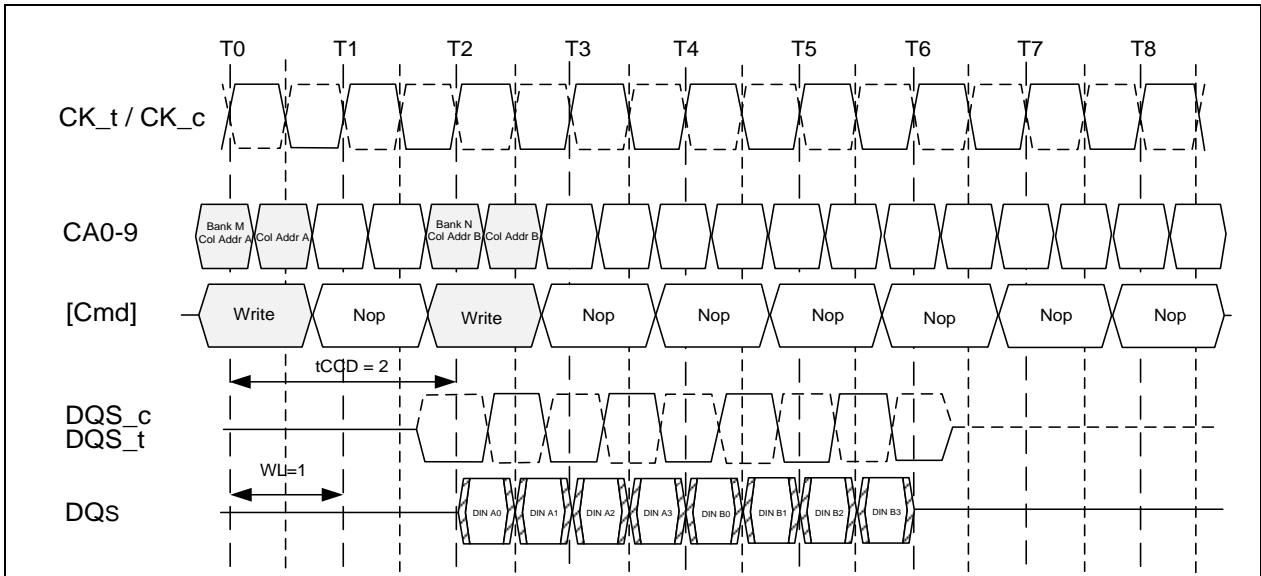 T0 T1 T2 T3 T4 T5 T6 T7 T8
CK_t / CK_c
CA0-9
Bank M
Col Addr A
Col Addr A
Bank N
Col Addr B
Col Addr B
[Cmd]
Write Nop Write Nop Nop Nop Nop Nop Nop
tCCD = 2
DQS_c
DQS_t
WL=1
DQs
DIN A0 DIN A1 DIN A2 DIN A3 DIN B0 DIN B1 DIN B2 DIN B3